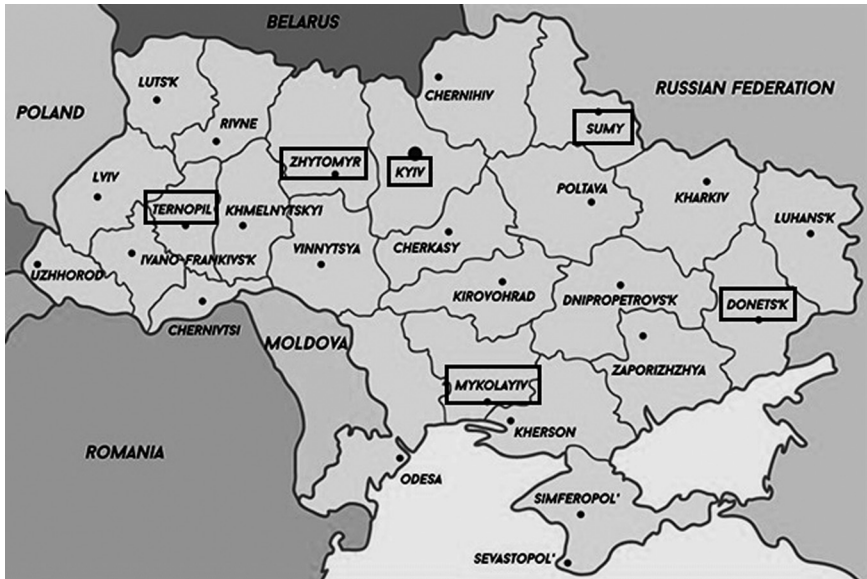 BELARUS
LUTS'K
CHERNIHIV
RUSSIAN FEDERATION
POLAND
RIVNE
SUMY
ZHYTOMYR
KYIV
LVIV
POLTAVA
KHARKIV
TERNOPIL
KHMELNYTSKYI
LUHANS'K
VINNYTSYA
CHERKASY
IVANO-FRANKIVS'K
UZHHOROD
KIROVOHRAD
DNIPROPETROVS'K
DONETS'K
CHERNIVTSI
MOLDOVA
ZAPORIZHZHYA
MYKOLAYIV
KHERSON
ROMANIA
ODESA
SIMFEROPOL'
SEVASTOPOL'